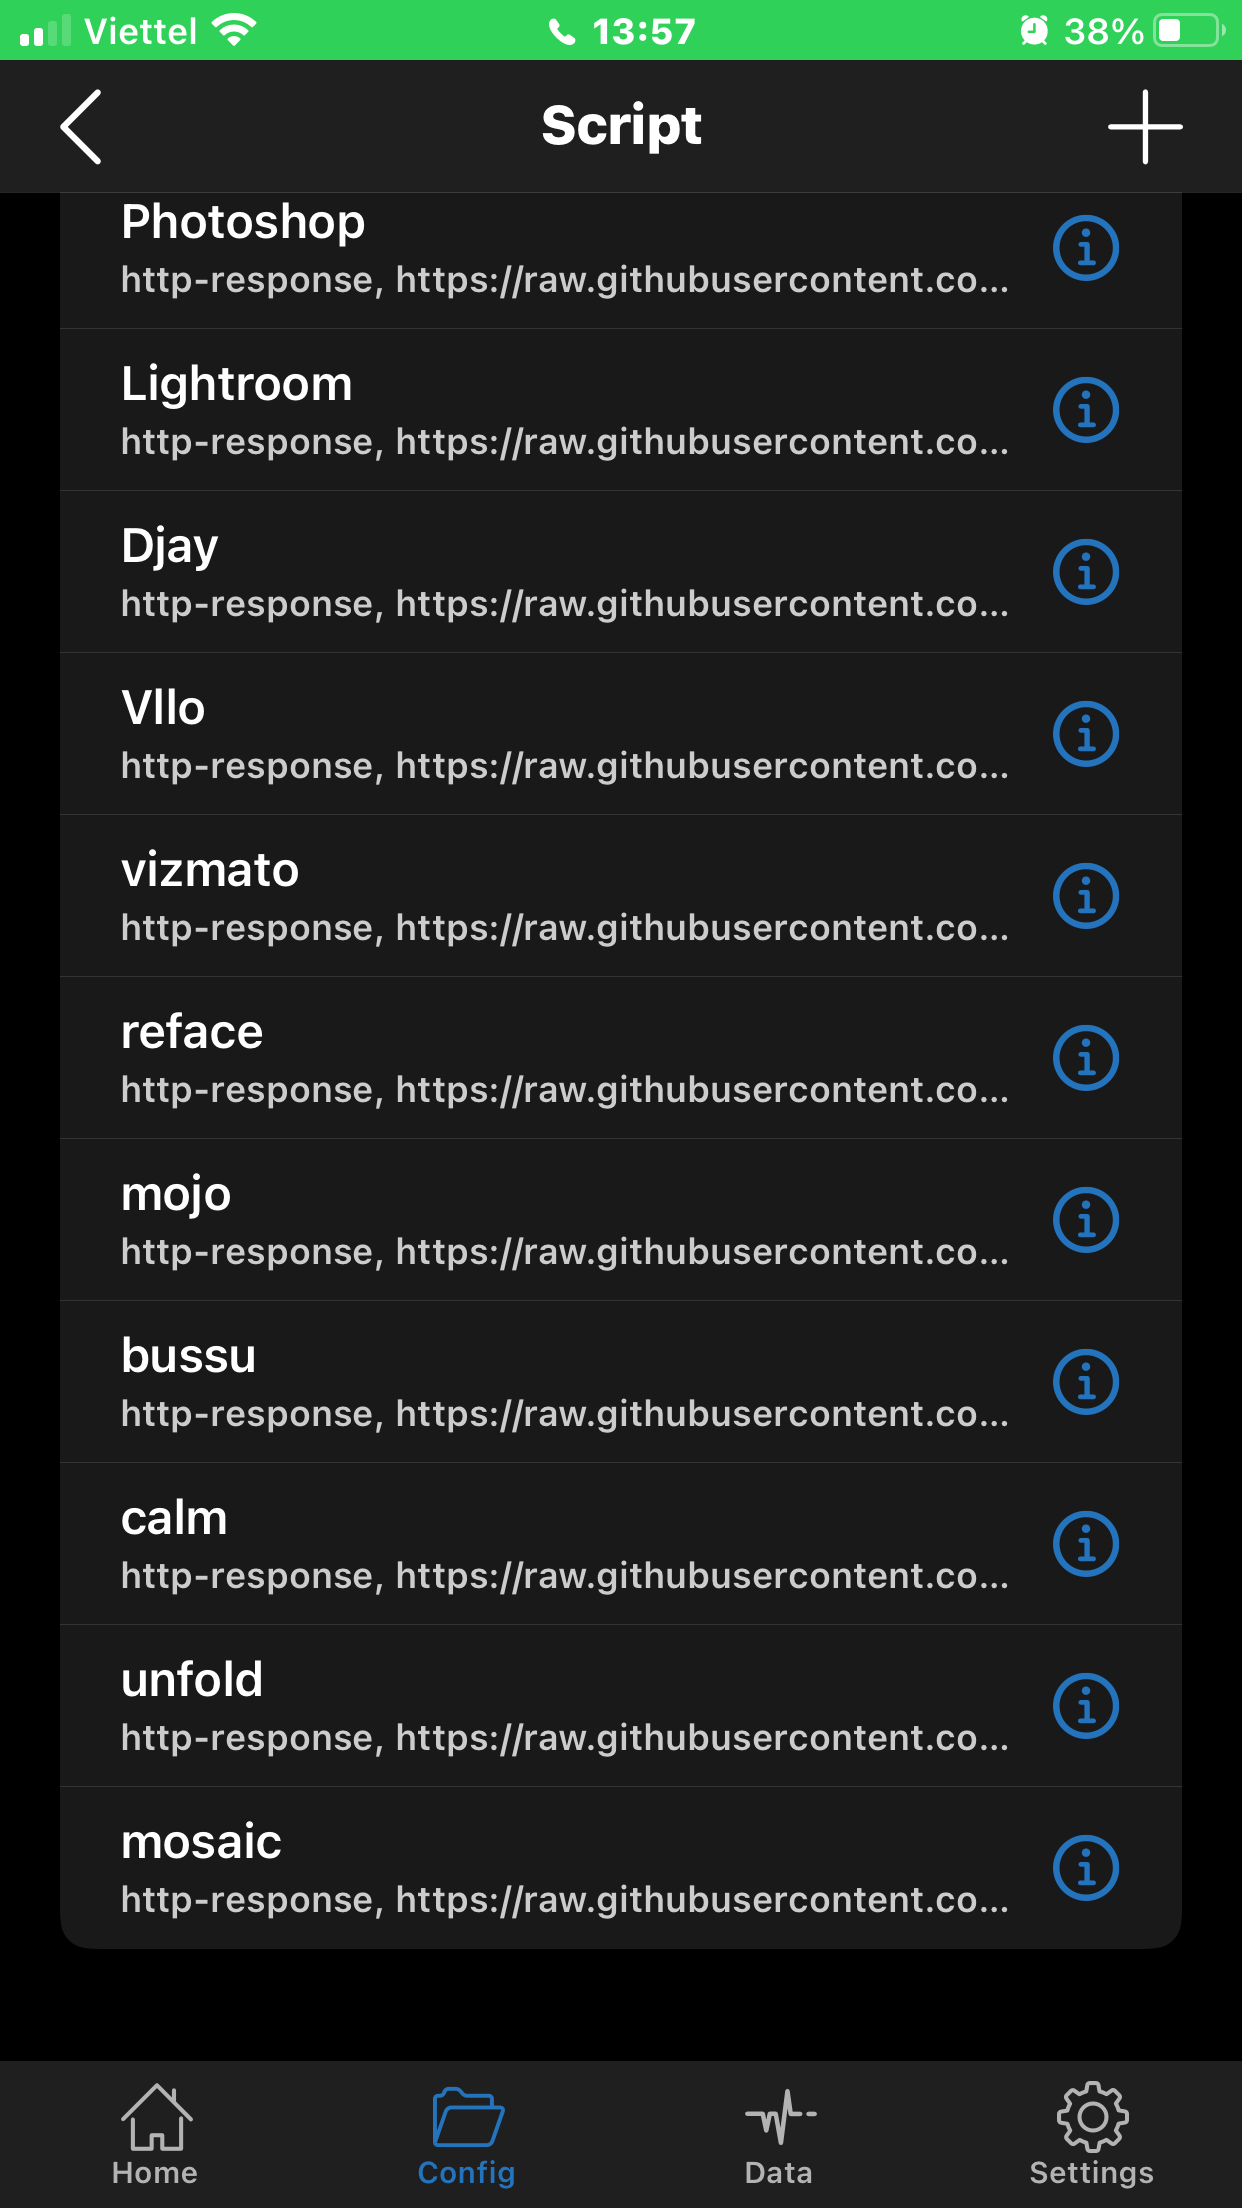 Viettel 13:57 38%
Script
Photoshop
http-response, https://raw.githubusercontent.co...
Lightroom
http-response, https://raw.githubusercontent.co...
Djay
http-response, https://raw.githubusercontent.co...
Vllo
http-response, https://raw.githubusercontent.co...
vizmato
http-response, https://raw.githubusercontent.co...
reface
http-response, https://raw.githubusercontent.co...
mojo
http-response, https://raw.githubusercontent.co...
bussu
http-response, https://raw.githubusercontent.co...
calm
http-response, https://raw.githubusercontent.co...
unfold
http-response, https://raw.githubusercontent.co...
mosaic
http-response, https://raw.githubusercontent.co...
Home Config Data Settings